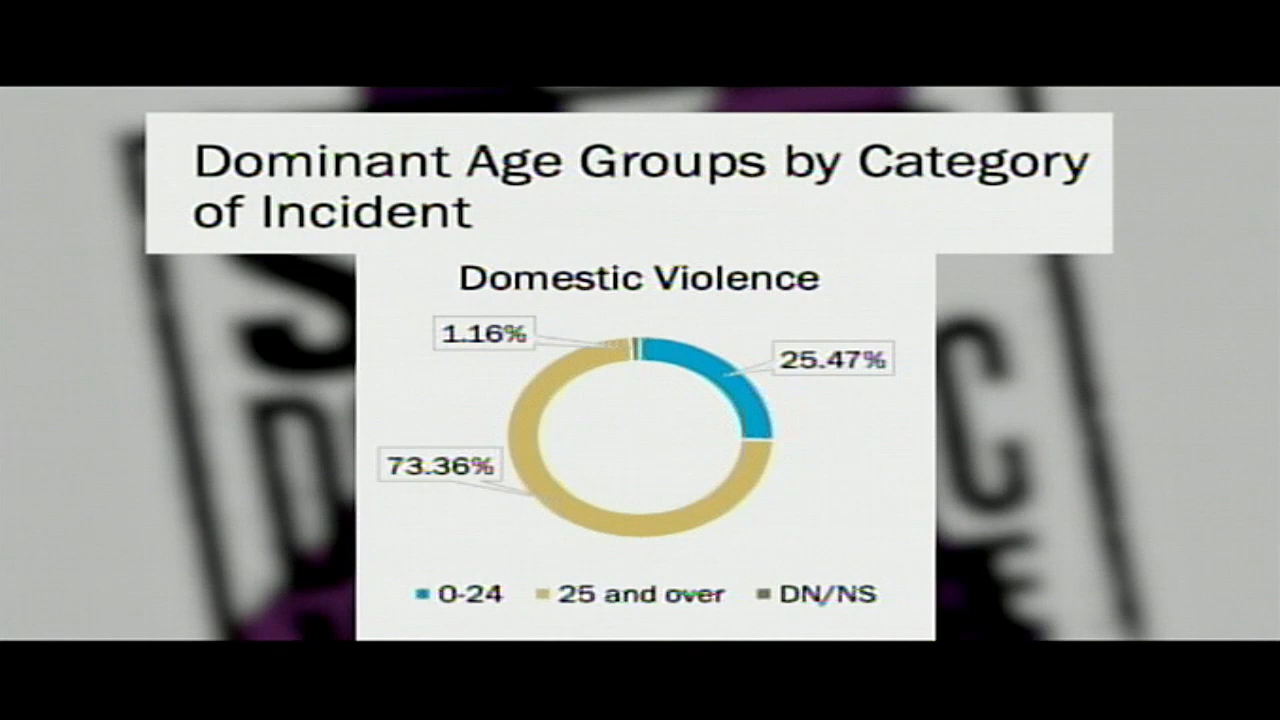 Dominant Age Groups by Category
of Incident
Domestic Violence
1.16%
25.47%
73.36%
0-24 25 and over DN/NS